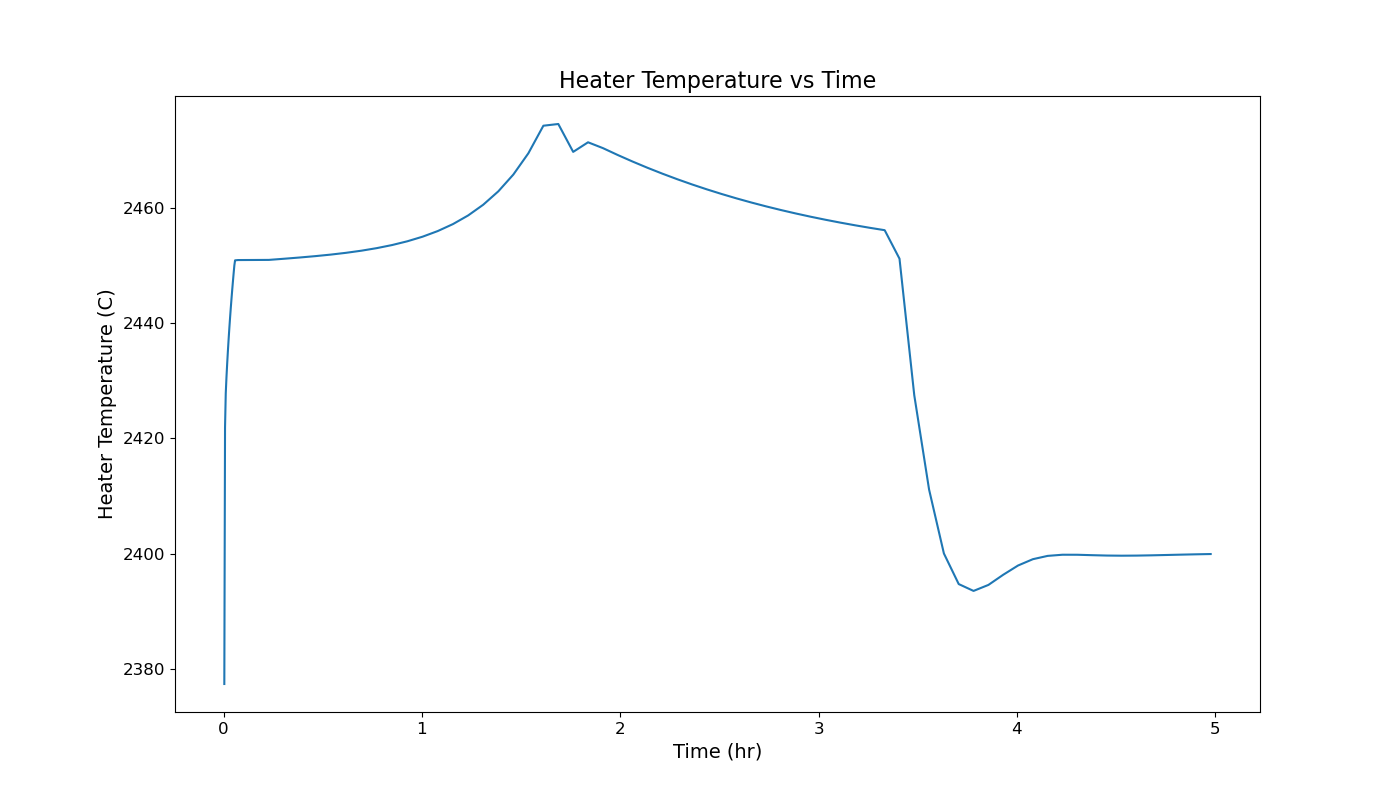 Heater Temperature vs Time
Heater Temperature (C)
2460
2440
2420
2400
2380
0 1 2 3 4 5
Time (hr)